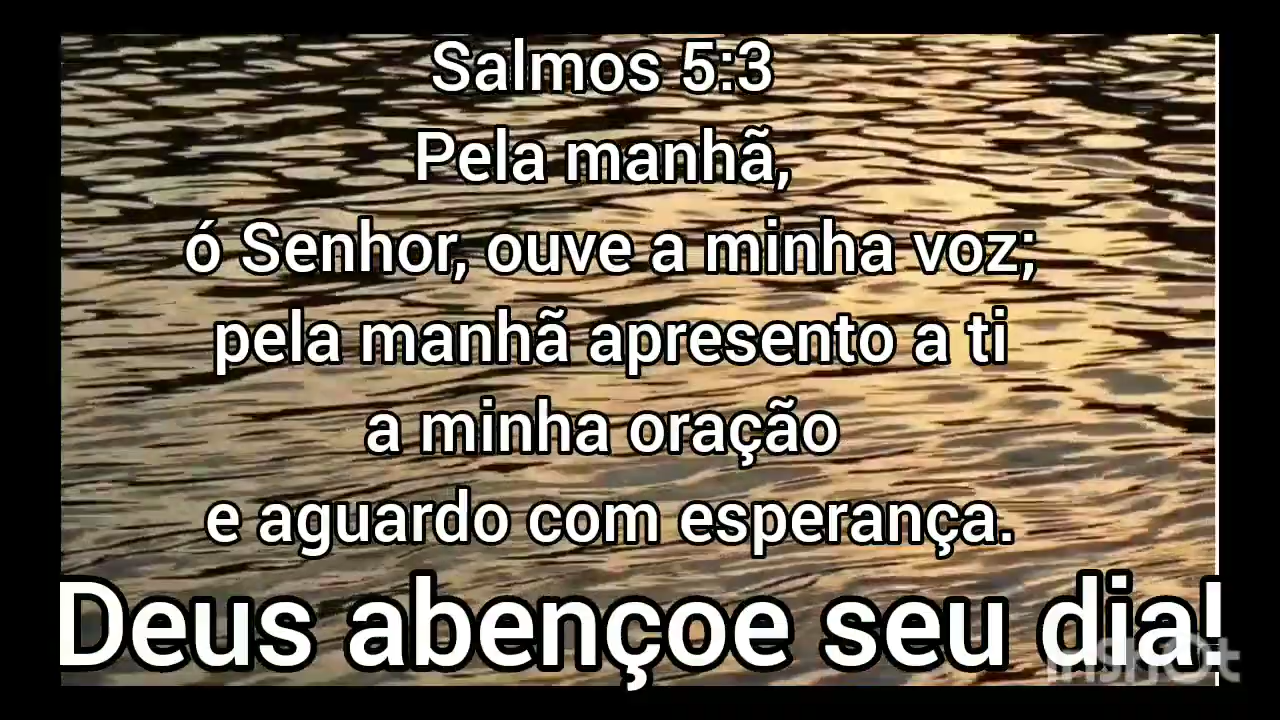 Salmos 5:3
Pela manhã,
ó Senhor, ouve a minha voz;
pela manhã apresento a ti
a minha oração
e aguardo com esperança.
Deus abençoe seu dia!
InShOt